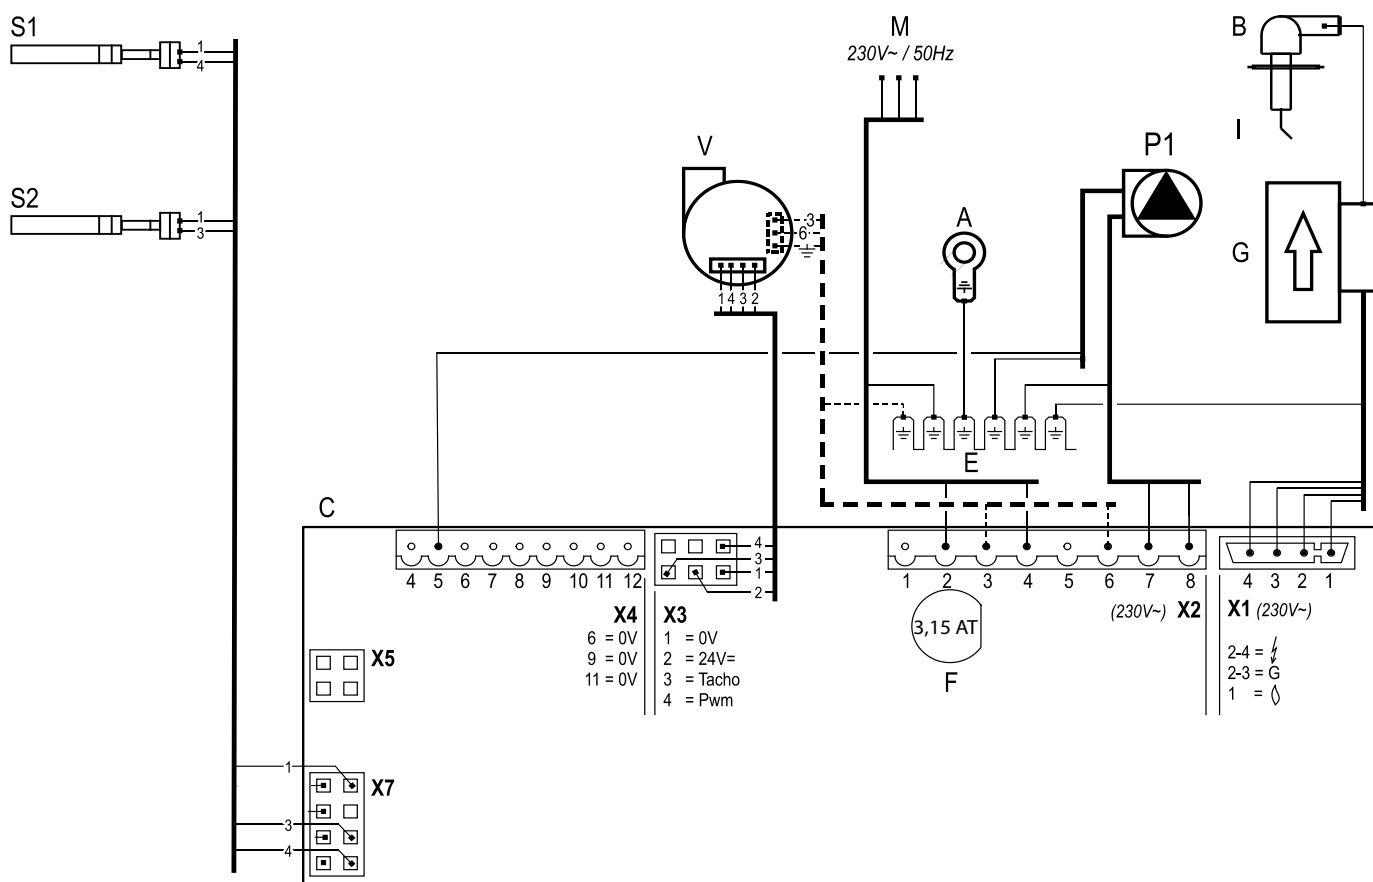 S1
1
4
M
230V~ / 50Hz
B
I
V
P1
S2
1
3
A
G
3
6
1 4 3 2
E
C
4
3
1
2
4 5 6 7 8 9 10 11 12
1 2 3 4 5 6 7 8
4 3 2 1
X4
6 = 0V
9 = 0V
11 = 0V
X3
1 = 0V
2 = 24V=
3 = Tacho
4 = Pwm
3,15 AT
F
(230V~) X2
X1 (230V~)
2-4 =
2-3 = G
1 =
X5
1
X7
3
4